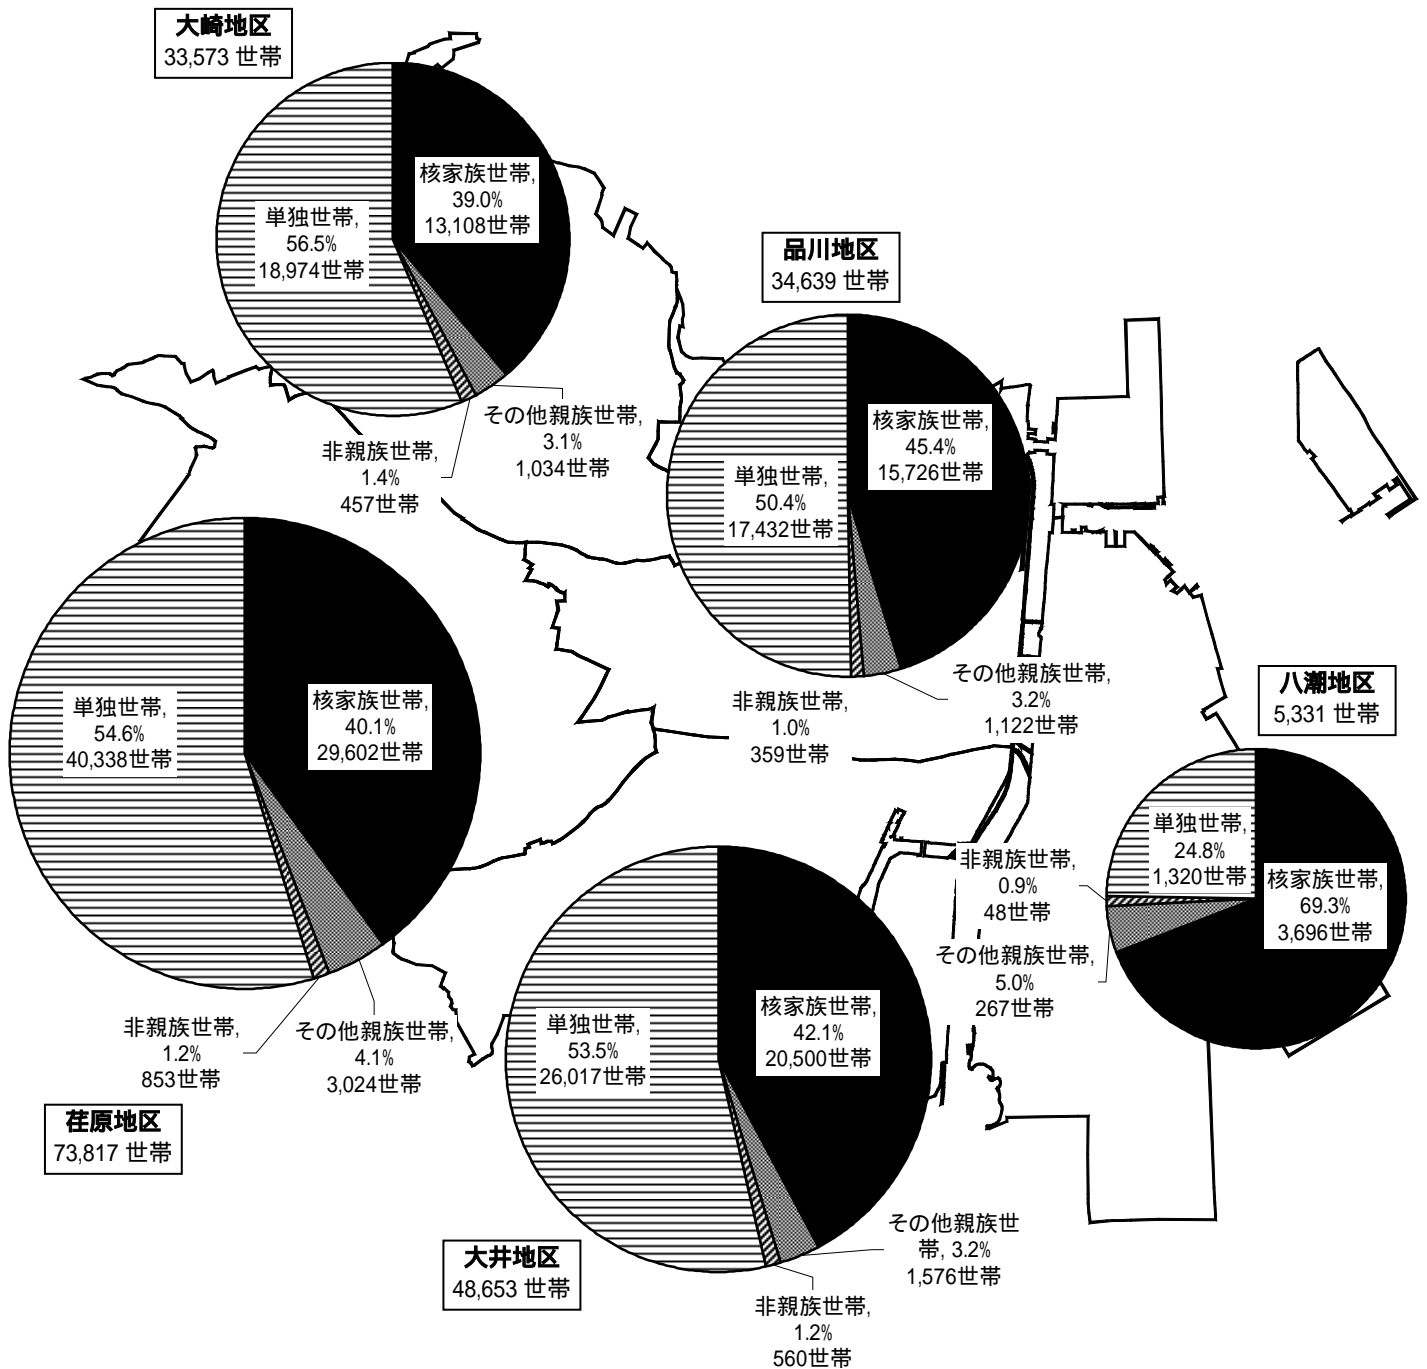 大崎地区
33,573 世帯
核家族世帯,
39.0%
13,108世帯
単独世帯,
56.5%
18,974世帯
その他親族世帯,
3.1%
1,034世帯
非親族世帯,
1.4%
457世帯
品川地区
34,639 世帯
核家族世帯,
45.4%
15,726世帯
単独世帯,
50.4%
17,432世帯
その他親族世帯,
3.2%
1,122世帯
非親族世帯,
1.0%
359世帯
八潮地区
5,331 世帯
単独世帯,
24.8%
1,320世帯
核家族世帯,
69.3%
3,696世帯
非親族世帯,
0.9%
48世帯
その他親族世帯,
5.0%
267世帯
核家族世帯,
40.1%
29,602世帯
単独世帯,
54.6%
40,338世帯
非親族世帯,
1.2%
853世帯
その他親族世帯,
4.1%
3,024世帯
荏原地区
73,817 世帯
核家族世帯,
42.1%
20,500世帯
単独世帯,
53.5%
26,017世帯
その他親族世
帯, 3.2%
1,576世帯
非親族世帯,
1.2%
560世帯
大井地区
48,653 世帯